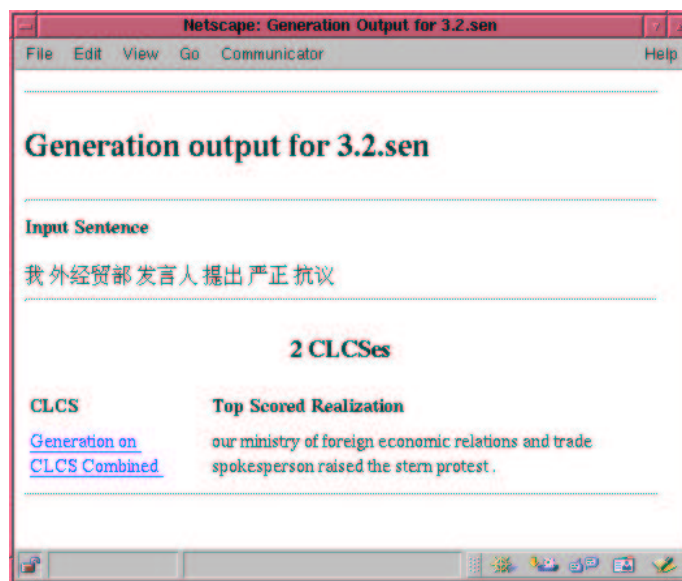 Netscape: Generation Output for 3.2.sen
File Edit View Go Communicator Help
Generation output for 3.2.sen
Input Sentence
我 外经贸部 发言人 提出 严正 抗议
2 CLCSes
CLCS Top Scored Realization
Generation on our ministry of foreign economic relations and trade
CLCS Combined spokesperson raised the stern protest .